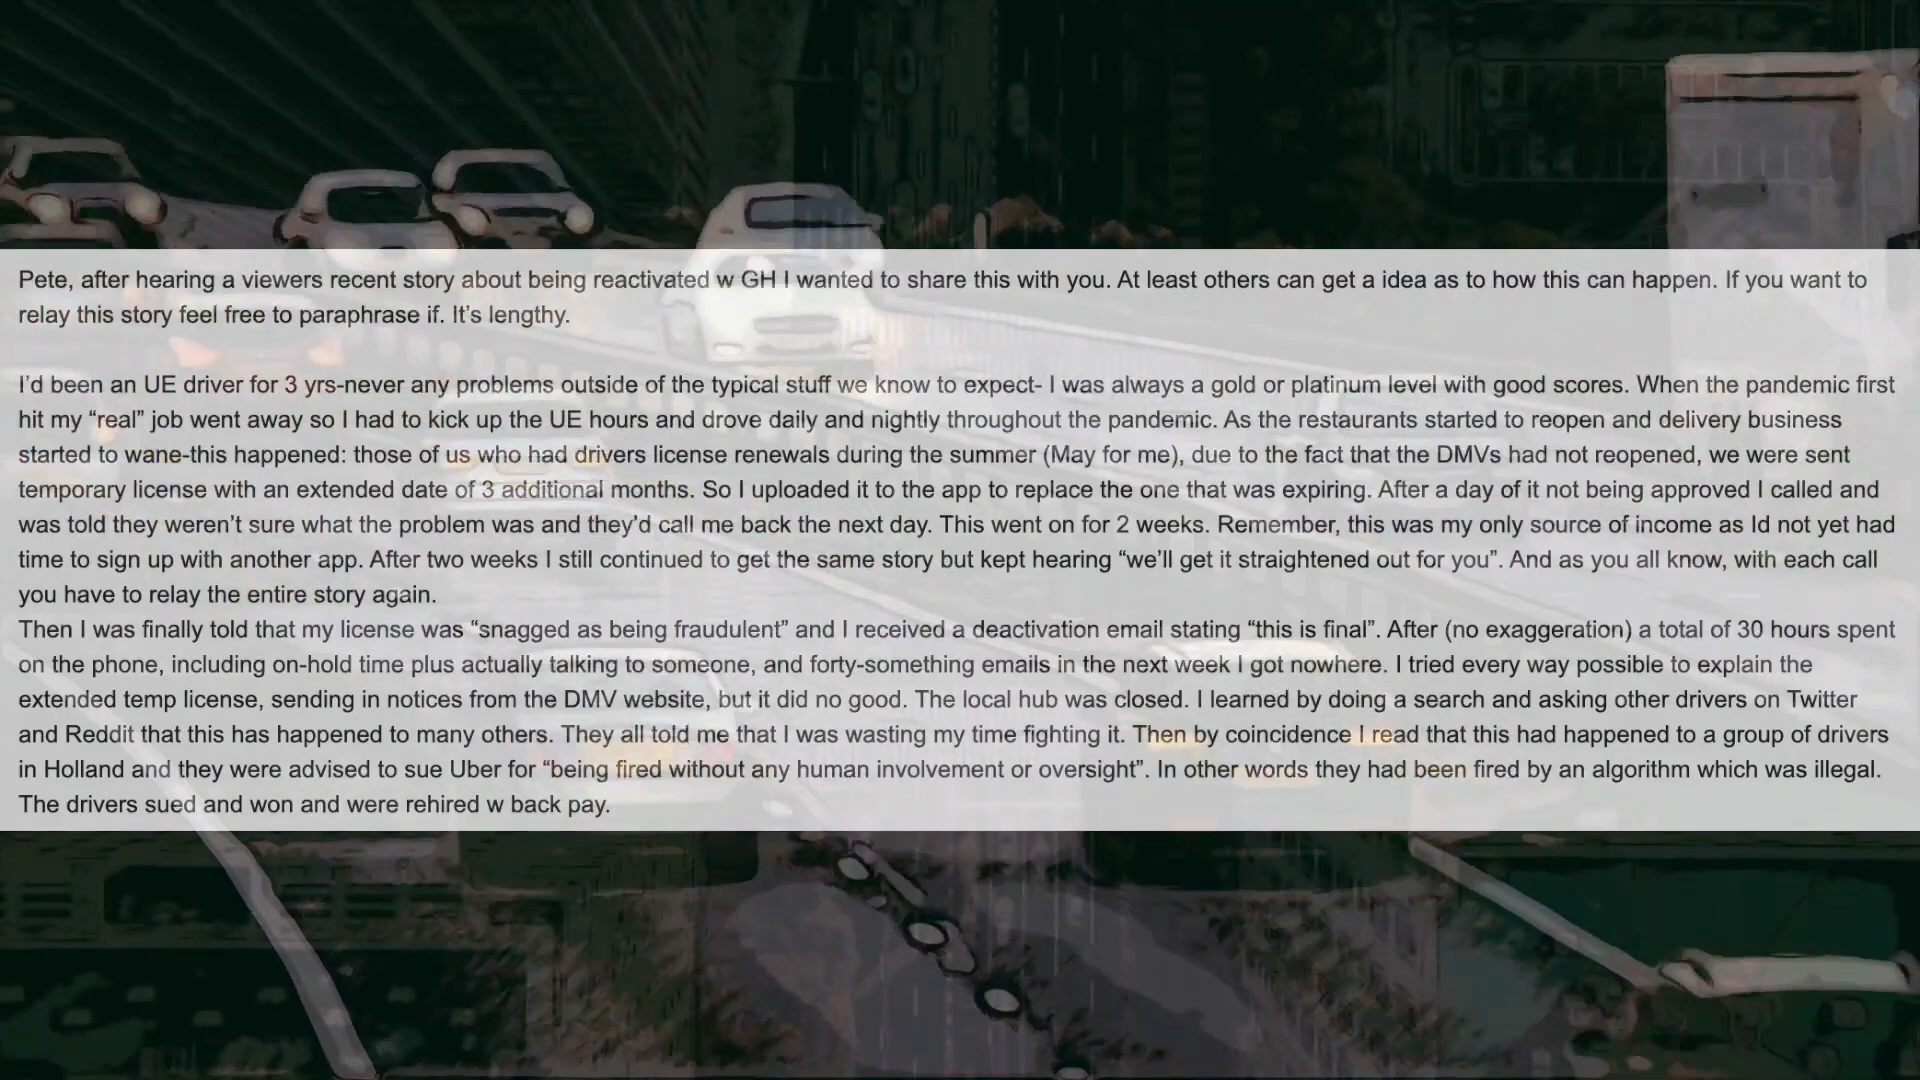 Pete, after hearing a viewers recent story about being reactivated w GH I wanted to share this with you. At least others can get a idea as to how this can happen. If you want to
relay this story feel free to paraphrase if. It’s lengthy.
I’d been an UE driver for 3 yrs-never any problems outside of the typical stuff we know to expect- I was always a gold or platinum level with good scores. When the pandemic first
hit my “real” job went away so I had to kick up the UE hours and drove daily and nightly throughout the pandemic. As the restaurants started to reopen and delivery business
started to wane-this happened: those of us who had drivers license renewals during the summer (May for me), due to the fact that the DMVs had not reopened, we were sent
temporary license with an extended date of 3 additional months. So I uploaded it to the app to replace the one that was expiring. After a day of it not being approved I called and
was told they weren’t sure what the problem was and they’d call me back the next day. This went on for 2 weeks. Remember, this was my only source of income as Id not yet had
time to sign up with another app. After two weeks I still continued to get the same story but kept hearing “we’ll get it straightened out for you”. And as you all know, with each call
you have to relay the entire story again.
Then I was finally told that my license was “snagged as being fraudulent” and I received a deactivation email stating “this is final”. After (no exaggeration) a total of 30 hours spent
on the phone, including on-hold time plus actually talking to someone, and forty-something emails in the next week I got nowhere. I tried every way possible to explain the
extended temp license, sending in notices from the DMV website, but it did no good. The local hub was closed. I learned by doing a search and asking other drivers on Twitter
and Reddit that this has happened to many others. They all told me that I was wasting my time fighting it. Then by coincidence I read that this had happened to a group of drivers
in Holland and they were advised to sue Uber for “being fired without any human involvement or oversight”. In other words they had been fired by an algorithm which was illegal.
The drivers sued and won and were rehired w back pay.